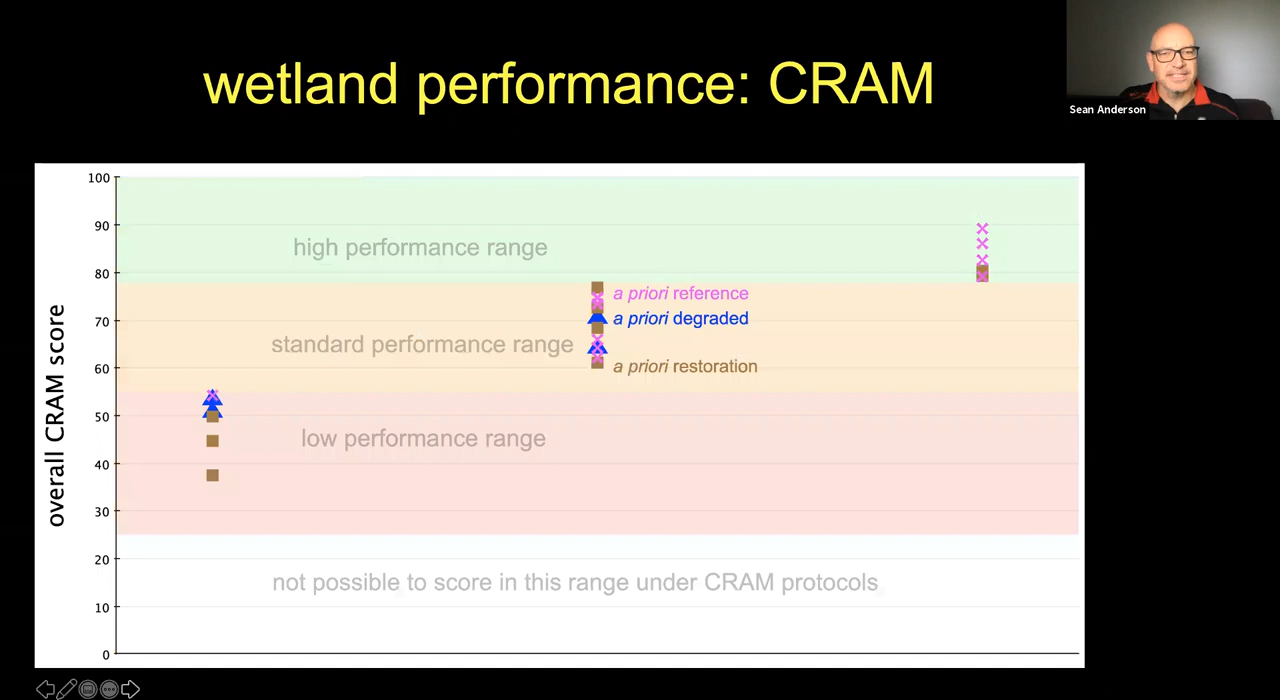 wetland performance: CRAM
Sean Anderson
overall CRAM score
100
90
80
70
60
50
40
30
20
10
0
high performance range
a priori reference
a priori degraded
standard performance range
a priori restoration
low performance range
not possible to score in this range under CRAM protocols